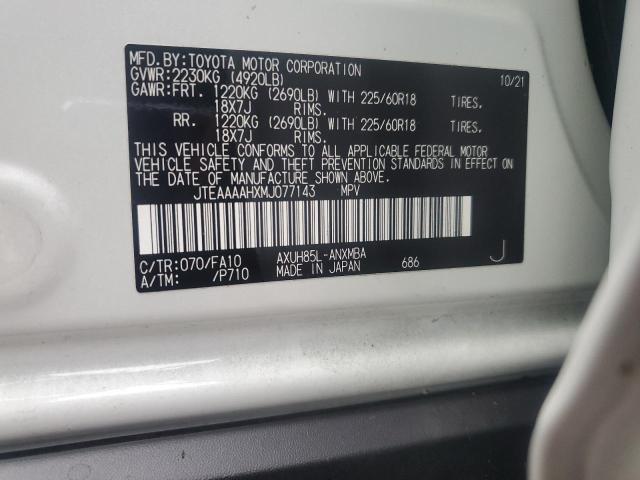 MFD.BY:TOYOTA MOTOR CORPORATION 10/21
GVWR:2230KG (4920LB)
GAWR:FRT. 1220KG (2690LB) WITH 225/60R18 TIRES.
18X7J RIMS.
RR. 1220KG (2690LB) WITH 225/60R18 TIRES.
18X7J RIMS.
THIS VEHICLE CONFORMS TO ALL APPLICABLE FEDERAL MOTOR
VEHICLE SAFETY AND THEFT PREVENTION STANDARDS IN EFFECT ON
THE DATE OF MANUFACTURE SHOWN ABOVE.
JTEAAAAHXMJ077143 MPV
C/TR:070/FA10 AXUH85L-ANXMBA J
A/TM: /P710 MADE IN JAPAN 686